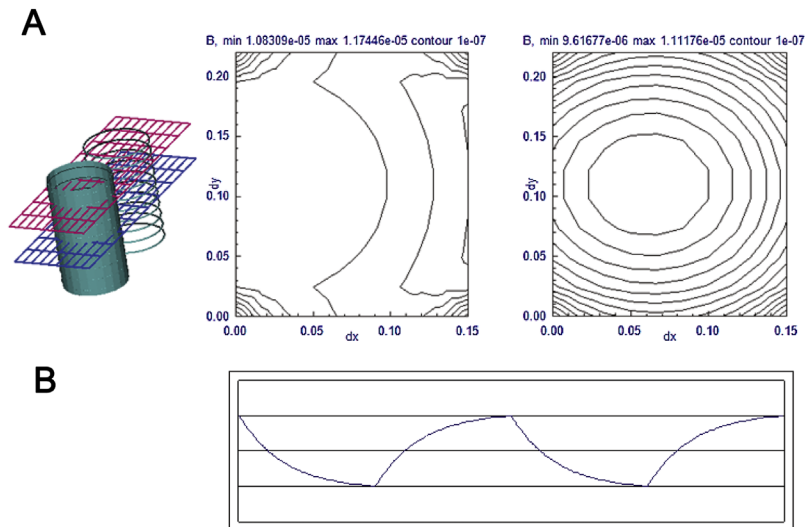 A
B, min 1.08309e-05 max 1.17446e-05 contour 1e-07
0.20
0.15
dy
0.10
0.05
0.00
0.00 0.05 0.10 0.15
dx
B, min 9.61677e-06 max 1.11176e-05 contour 1e-07
0.20
0.15
dy
0.10
0.05
0.00
0.00 0.05 0.10 0.15
dx
B